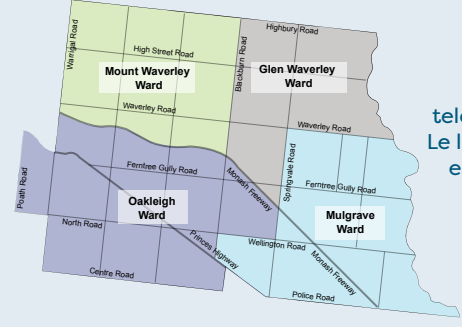 Highbury Road
Warrigal Road
High Street Road
Blackburn Road
Mount Waverley
Ward
Glen Waverley
Ward
Waverley Road
Waverley Road
tele
Le l
e
Springvale Road
Ferntree Gully Road
Monash Freeway
Ferntree Gully Road
Poath Road
Oakleigh
Ward
Mulgrave
Ward
North Road
Princes Highway
Wellington Road
Monash Freeway
Centre Road
Police Road